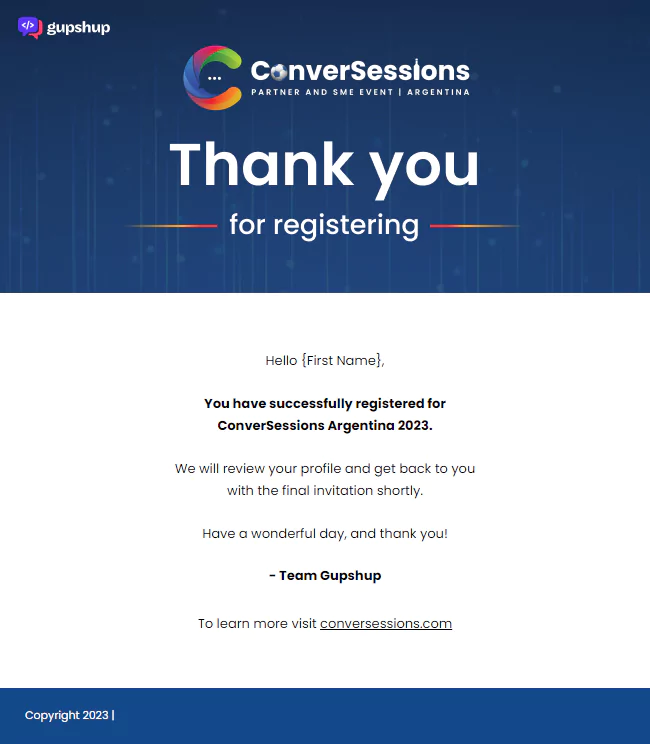 gupshup
ConverSessions
PARTNER AND SME EVENT | ARGENTINA
Thank you
for registering
Hello {First Name},
You have successfully registered for
ConverSessions Argentina 2023.
We will review your profile and get back to you
with the final invitation shortly.
Have a wonderful day, and thank you!
- Team Gupshup
To learn more visit conversessions.com
Copyright 2023 |